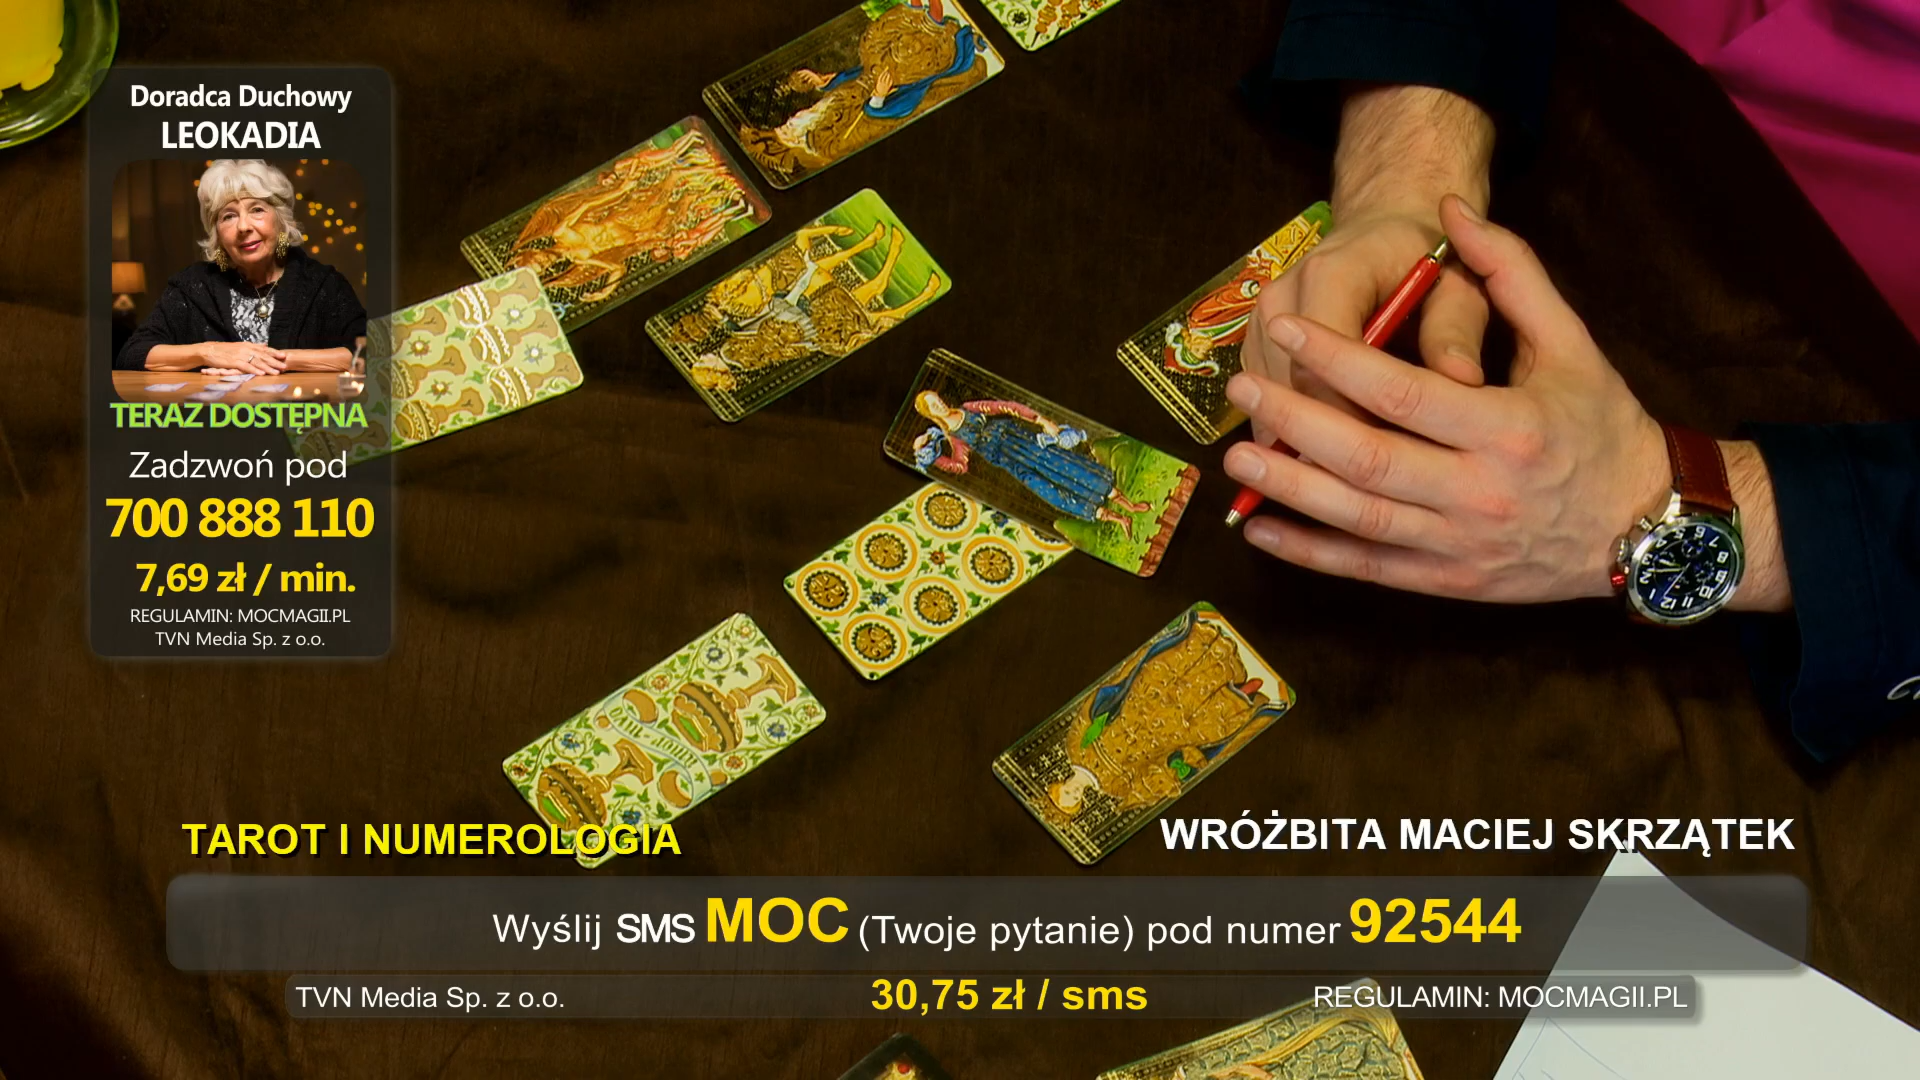 Doradca Duchowy
LEOKADIA
TERAZ DOSTĘPNA
Zadzwoń pod
700 888 110
7,69 zł / min.
REGULAMIN: MOCMAGII.PL
TVN Media Sp. z o.o.
TAROT I NUMEROLOGIA
WRÓŻBITA MACIEJ SKRZĄTEK
Wyślij SMS MOC (Twoje pytanie) pod numer 92544
TVN Media Sp. z o.o.
30,75 zł / sms
REGULAMIN: MOCMAGII.PL